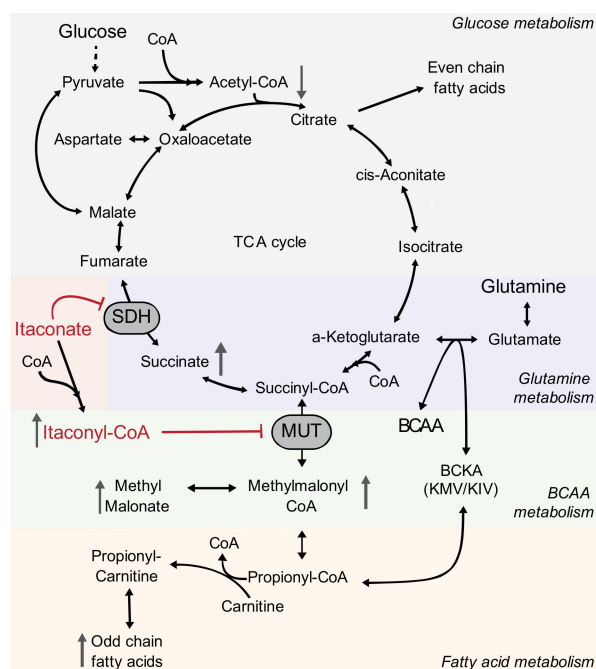 Glucose metabolism
Glucose
CoA
Pyruvate
Acetyl-CoA
Even chain
fatty acids
Citrate
Aspartate
Oxaloacetate
cis-Aconitate
Malate
TCA cycle
Isocitrate
Fumarate
Glutamine
SDH
Itaconate
a-Ketoglutarate
Glutamate
CoA
Succinate
Succinyl-CoA
CoA
Glutamine
metabolism
Itaconyl-CoA
MUT
BCAA
BCKA
(KMV/KIV)
Methyl
Malonate
Methylmalonyl
CoA
BCAA
metabolism
CoA
Propionyl-
Carnitine
Propionyl-CoA
Carnitine
Odd chain
fatty acids
Fatty acid metabolism